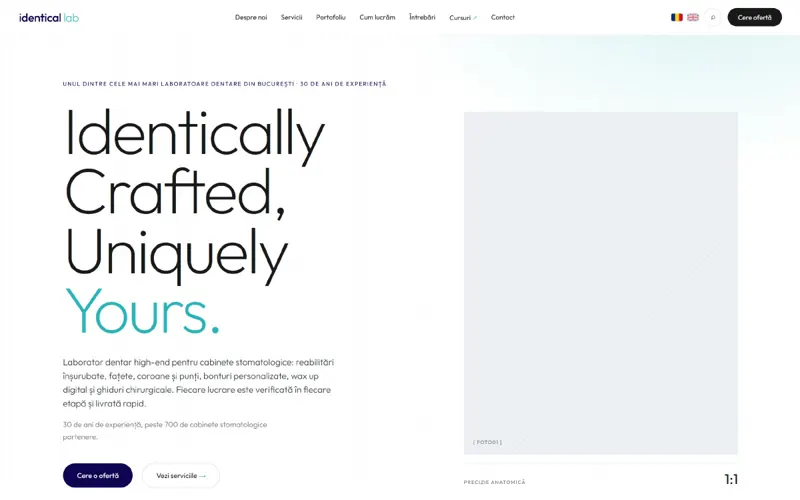 identical lab
Despre noi Servicii Portofoliu Cum lucrăm Întrebări Cursuri ↗ Contact
Cere ofertă
UNUL DINTRE CELE MAI MARI LABORATOARE DENTARE DIN BUCUREȘTI · 30 DE ANI DE EXPERIENȚĂ
Identically
Crafted,
Uniquely
Yours.
Laborator dentar high-end pentru cabinete stomatologice: reabilitări
înșurubate, fațete, coroane și punți, bonturi personalizate, wax up
digital și ghiduri chirurgicale. Fiecare lucrare este verificată în fiecare
etapă și livrată rapid.
30 de ani de experiență, peste 700 de cabinete stomatologice
partenere.
Cere o ofertă
Vezi serviciile →
[ FOTO01 ]
PRECIZIE ANATOMICĂ
1:1